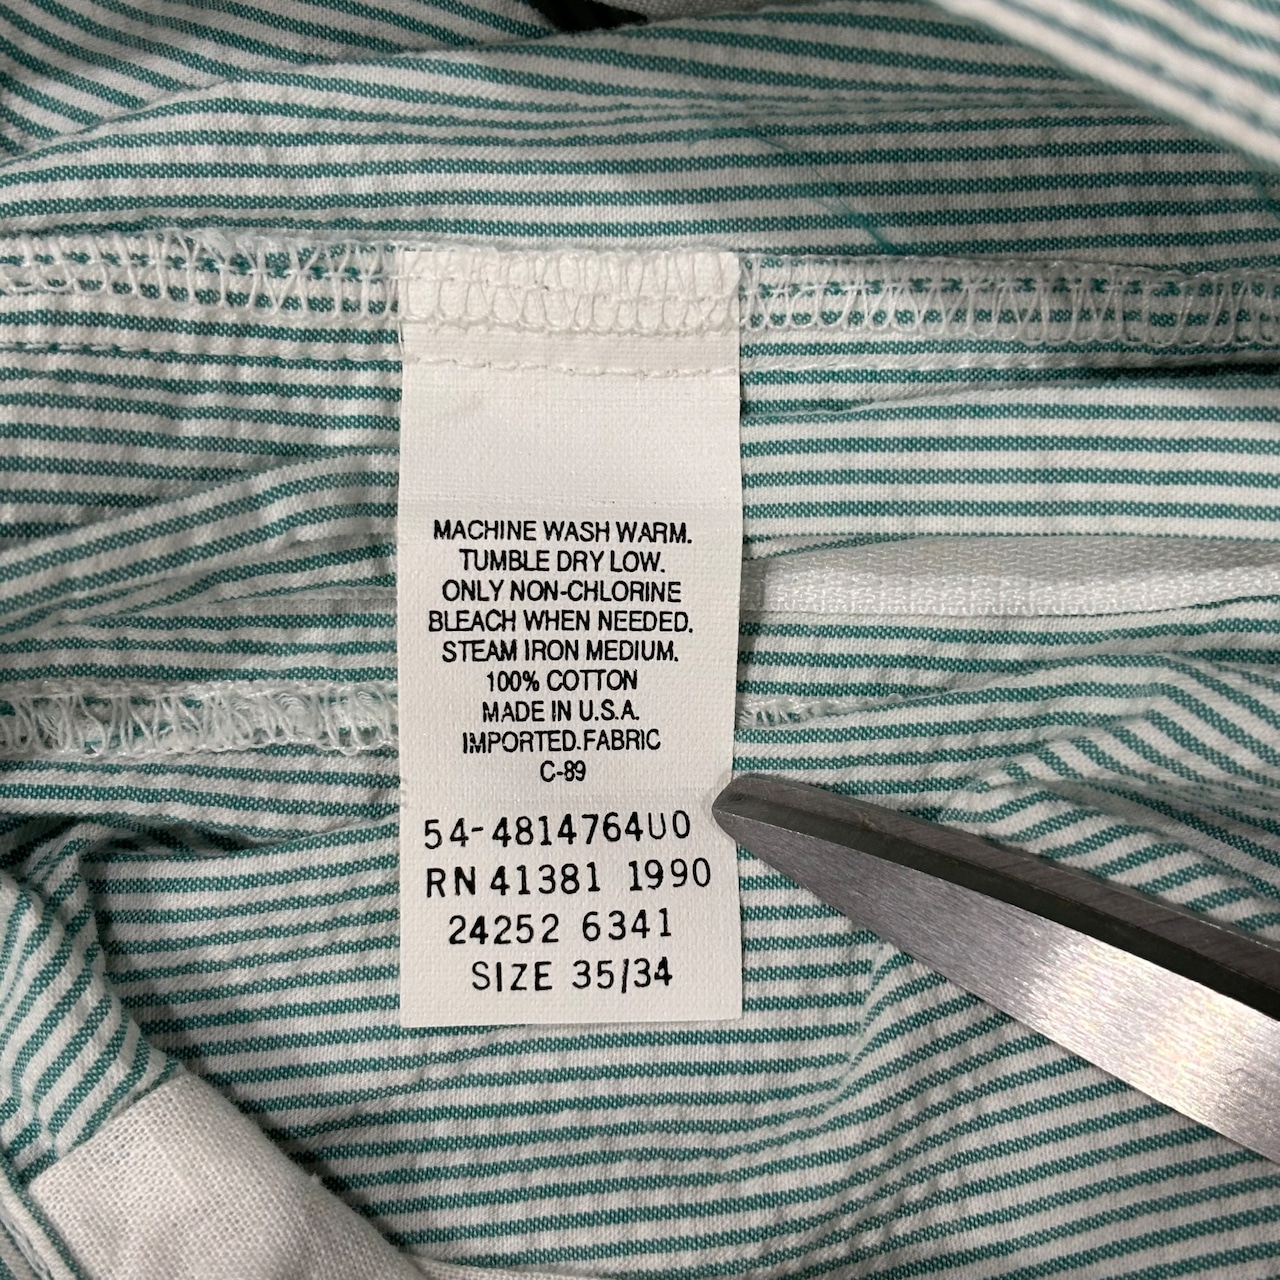 MACHINE WASH WARM.
TUMBLE DRY LOW.
ONLY NON-CHLORINE
BLEACH WHEN NEEDED.
STEAM IRON MEDIUM.
100% COTTON
MADE IN U.S.A.
IMPORTED.FABRIC
C-89
54-4814764U0
RN 41381 1990
24252 6341
SIZE 35/34